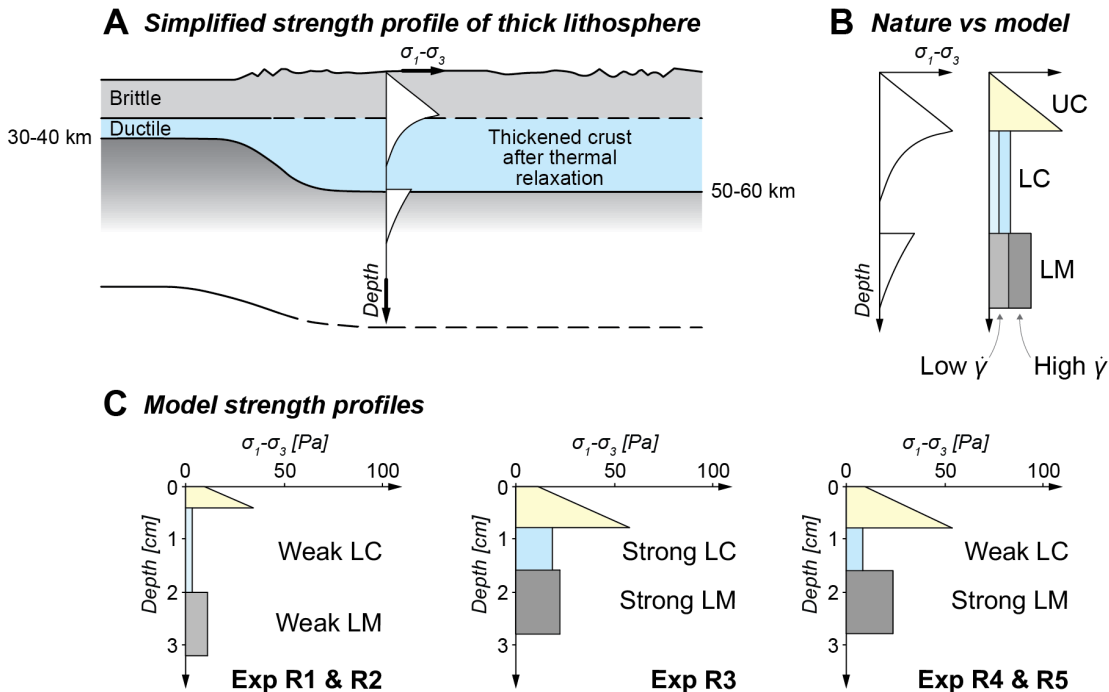 A Simplified strength profile of thick lithosphere
σ₁-σ₃
Brittle
Ductile
30-40 km
Thickened crust
after thermal
relaxation
50-60 km
Depth
B Nature vs model
σ₁-σ₃
UC
LC
LM
Depth
Low γ̇
High γ̇
C Model strength profiles
σ₁-σ₃ [Pa]
0 50 100
0
1
2
3
Depth [cm]
Weak LC
Weak LM
Exp R1 & R2
σ₁-σ₃ [Pa]
0 50 100
0
1
2
3
Depth [cm]
Strong LC
Strong LM
Exp R3
σ₁-σ₃ [Pa]
0 50 100
0
1
2
3
Depth [cm]
Weak LC
Strong LM
Exp R4 & R5